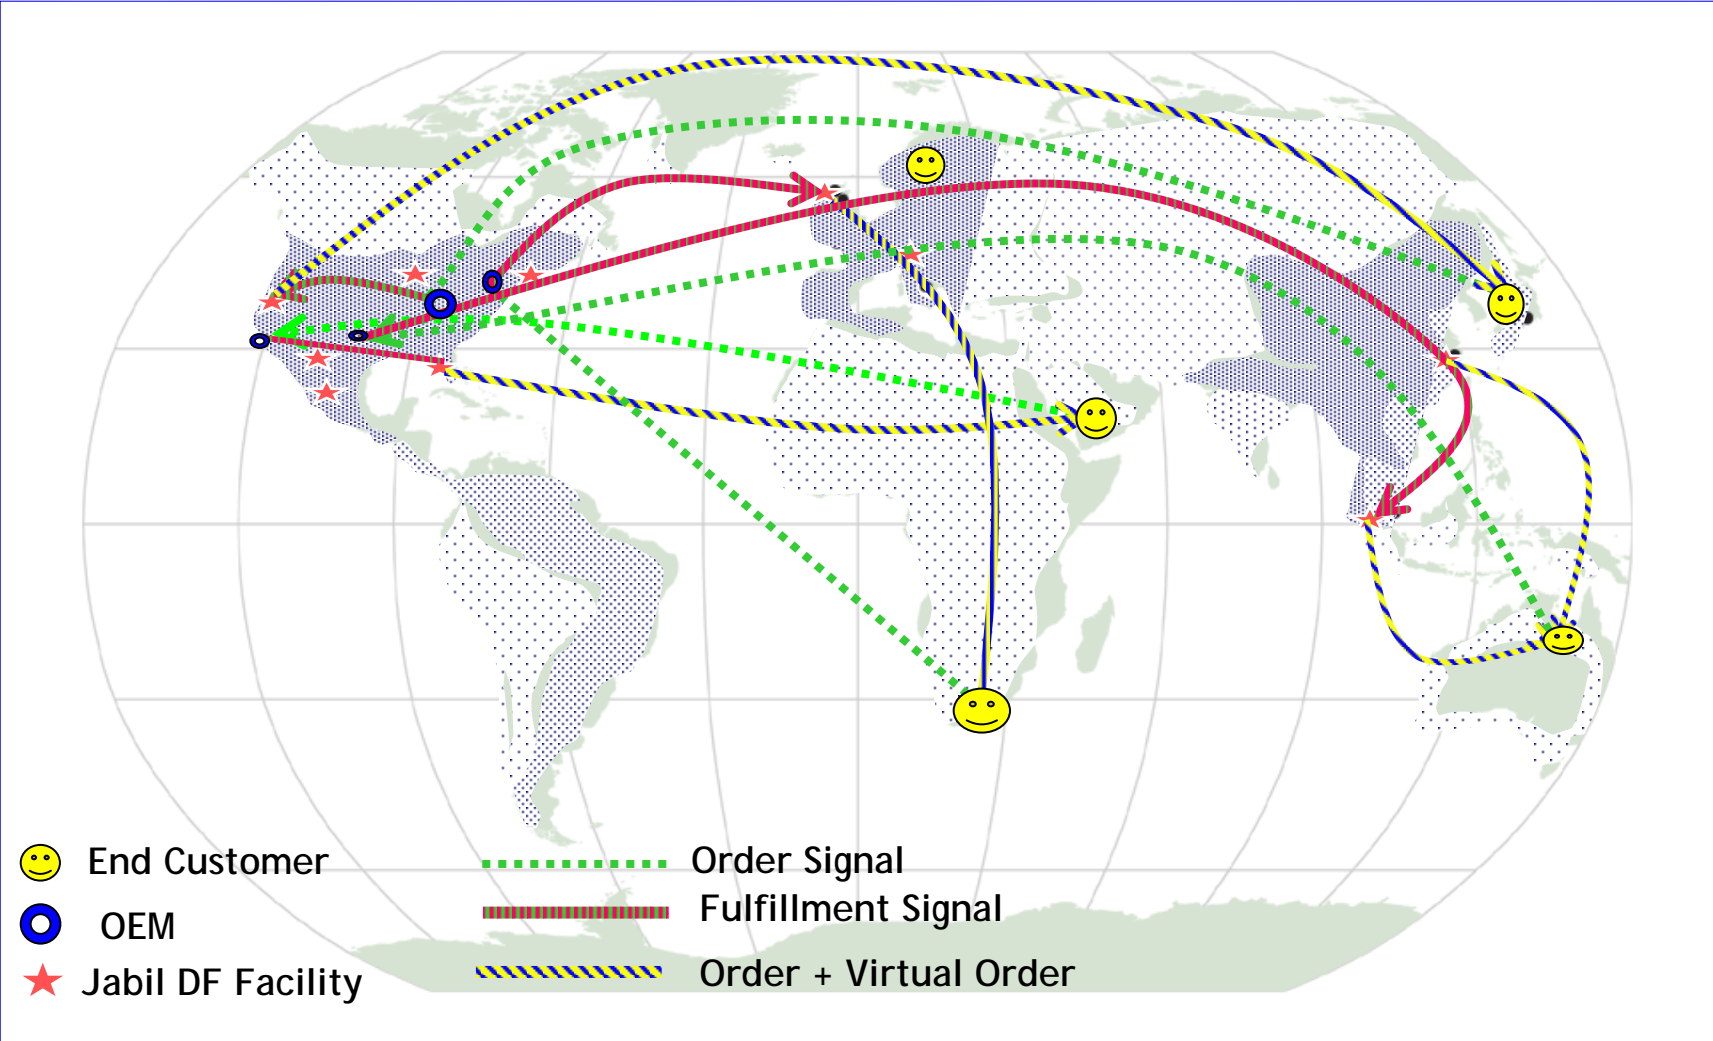 End Customer
Order Signal
OEM
Fulfillment Signal
Jabil DF Facility
Order + Virtual Order